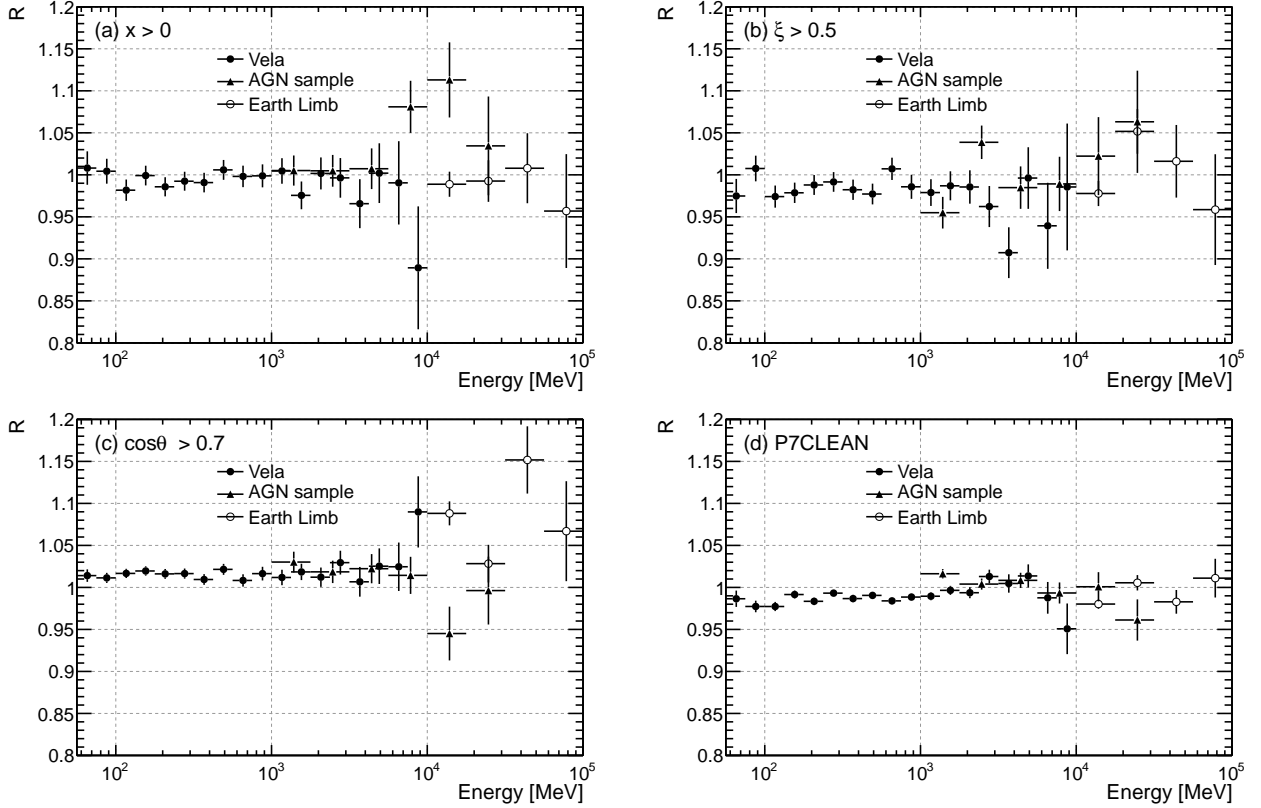 R
(a) x > 0
Vela
AGN sample
Earth Limb
1.2
1.15
1.1
1.05
1
0.95
0.9
0.85
0.8
10² 10³ 10⁴ 10⁵
Energy [MeV]
R
(b) ξ > 0.5
Vela
AGN sample
Earth Limb
1.2
1.15
1.1
1.05
1
0.95
0.9
0.85
0.8
10² 10³ 10⁴ 10⁵
Energy [MeV]
R
(c) cosθ > 0.7
Vela
AGN sample
Earth Limb
1.2
1.15
1.1
1.05
1
0.95
0.9
0.85
0.8
10² 10³ 10⁴ 10⁵
Energy [MeV]
R
(d) P7CLEAN
Vela
AGN sample
Earth Limb
1.2
1.15
1.1
1.05
1
0.95
0.9
0.85
0.8
10² 10³ 10⁴ 10⁵
Energy [MeV]